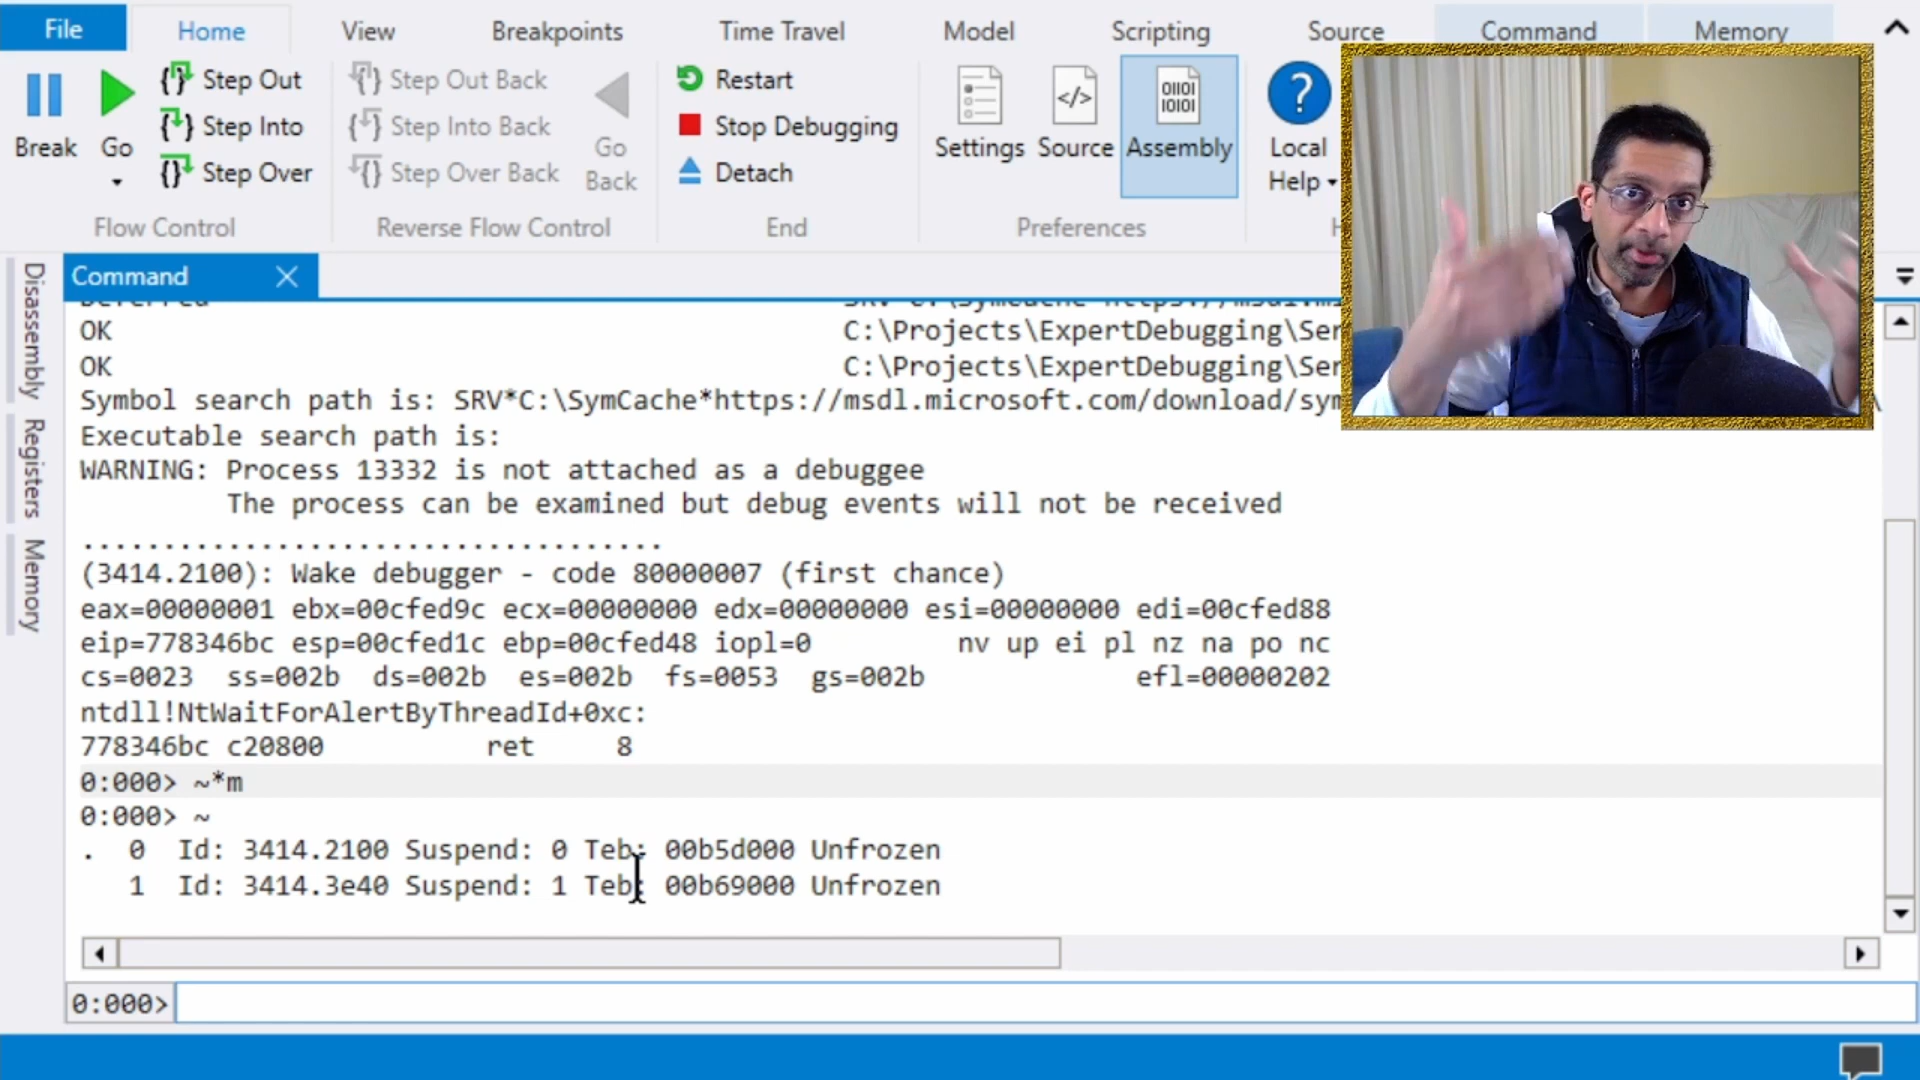 File Home View Breakpoints Time Travel Model Scripting Source Command Memory
Break
Go
Step Out
Step Into
Step Over
Flow Control
Step Out Back
Step Into Back
Step Over Back
Go Back
Reverse Flow Control
Restart
Stop Debugging
Detach
End
Settings
Source
Assembly
Preferences
Local
Help
Disassembly
Registers
Memory
Command
OK C:\Projects\ExpertDebugging\Ser
OK C:\Projects\ExpertDebugging\Ser
Symbol search path is: SRV*C:\SymCache*https://msdl.microsoft.com/download/sym
Executable search path is:
WARNING: Process 13332 is not attached as a debuggee
The process can be examined but debug events will not be received
....................................
(3414.2100): Wake debugger - code 80000007 (first chance)
eax=00000001 ebx=00cfed9c ecx=00000000 edx=00000000 esi=00000000 edi=00cfed88
eip=778346bc esp=00cfed1c ebp=00cfed48 iopl=0 nv up ei pl nz na po nc
cs=0023 ss=002b ds=002b es=002b fs=0053 gs=002b efl=00000202
ntdll!NtWaitForAlertByThreadId+0xc:
778346bc c20800 ret 8
0:000> ~*m
0:000> ~
. 0 Id: 3414.2100 Suspend: 0 Teb: 00b5d000 Unfrozen
1 Id: 3414.3e40 Suspend: 1 Teb: 00b69000 Unfrozen
0:000>